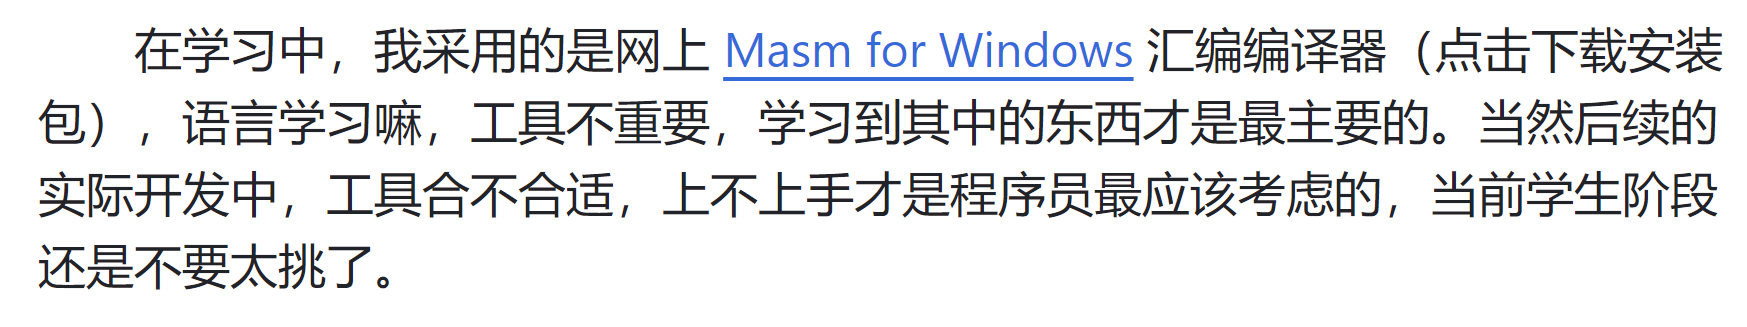 在学习中，我采用的是网上 Masm for Windows 汇编编译器（点击下载安装
包），语言学习嘛，工具不重要，学习到其中的东西才是最主要的。当然后续的
实际开发中，工具合不合适，上不上手才是程序员最应该考虑的，当前学生阶段
还是不要太挑了。